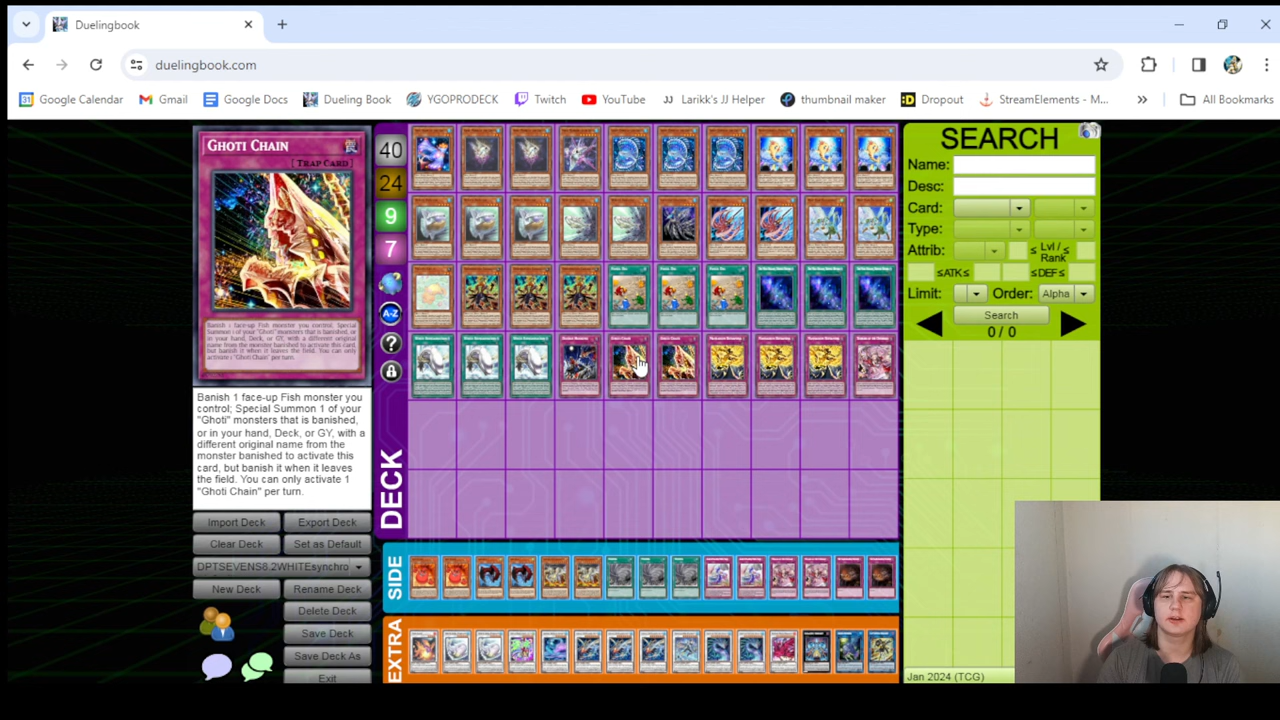 Duelingbook
duelingbook.com
Google Calendar
Gmail
Google Docs
Dueling Book
YGOPRODECK
Twitch
YouTube
JJ Larikk's JJ Helper
thumbnail maker
Dropout
StreamElements - M...
All Bookmarks
GHOTI CHAIN
[TRAP CARD]
Banish 1 face-up Fish monster you
control; Special Summon 1 of your
"Ghoti" monsters that is banished,
or in your hand, Deck, or GY, with a
different original name from the
monster banished to activate this
card, but banish it when it leaves
the field. You can only activate 1
"Ghoti Chain" per turn.
Import Deck
Export Deck
Clear Deck
Set as Default
DPTSEVENS8.2WHITEsynchro
New Deck
Rename Deck
Delete Deck
Save Deck
Save Deck As
Exit
40
24
9
7
A-Z
?
DECK
SIDE
EXTRA
SEARCH
Name:
Desc:
Card:
Type:
Attrib:
≤ Lvl / ≤
Rank
≤ATK≤
≤DEF≤
Limit:
Order:
Alpha
Search
0 / 0
Jan 2024 (TCG)